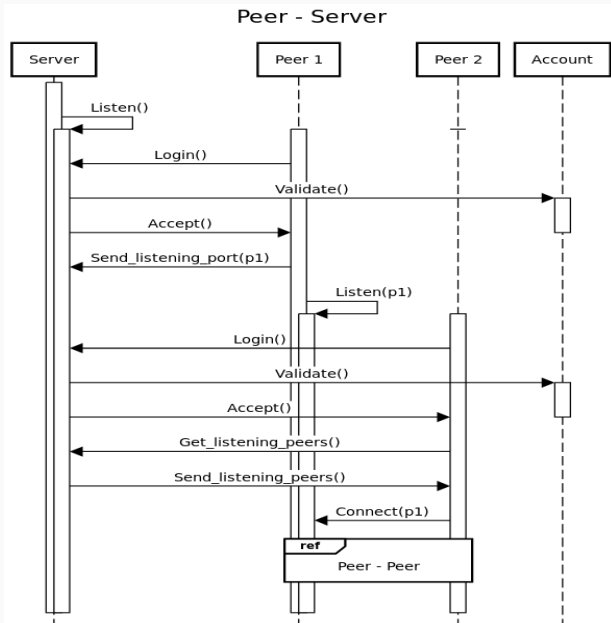 Peer - Server
Server
Peer 1
Peer 2
Account
Listen()
Login()
Validate()
Accept()
Send_listening_port(p1)
Listen(p1)
Login()
Validate()
Accept()
Get_listening_peers()
Send_listening_peers()
Connect(p1)
ref
Peer - Peer